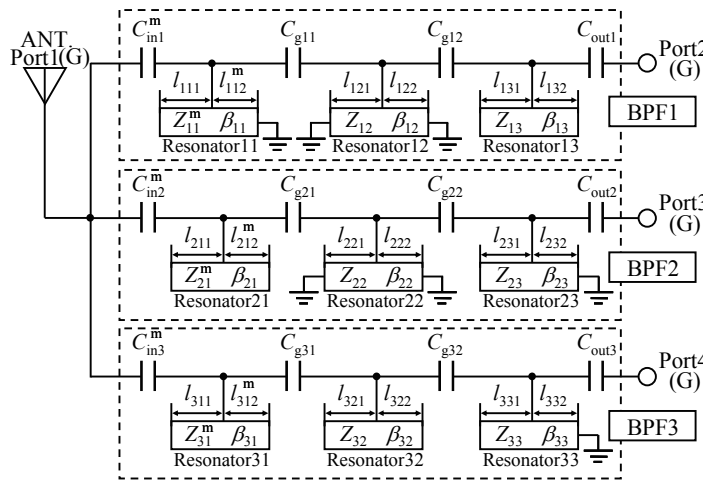 ANT.
Port1(G)
C_in1^m C_g11 C_g12 C_out1 Port2
(G)
l_111 l_112^m l_121 l_122 l_131 l_132
Z_11^m β_11 Z_12 β_12 Z_13 β_13 BPF1
Resonator11 Resonator12 Resonator13
C_in2^m C_g21 C_g22 C_out2 Port3
(G)
l_211 l_212^m l_221 l_222 l_231 l_232
Z_21^m β_21 Z_22 β_22 Z_23 β_23 BPF2
Resonator21 Resonator22 Resonator23
C_in3^m C_g31 C_g32 C_out3 Port4
(G)
l_311 l_312^m l_321 l_322 l_331 l_332
Z_31^m β_31 Z_32 β_32 Z_33 β_33 BPF3
Resonator31 Resonator32 Resonator33